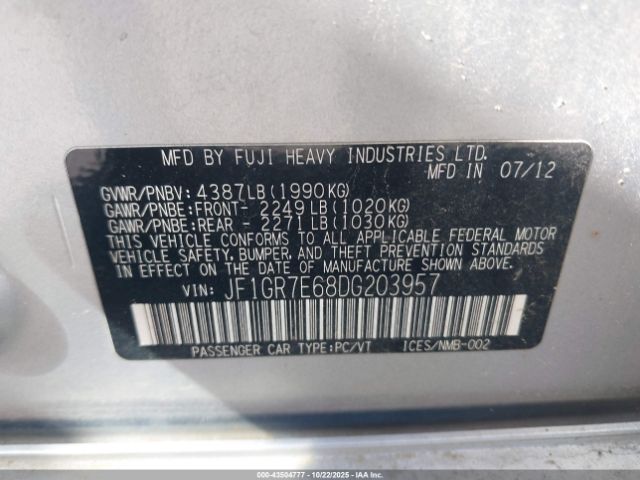 MFD BY FUJI HEAVY INDUSTRIES LTD.
MFD IN 07/12
GVWR/PNBV: 4387LB(1990KG)
GAWR/PNBE:FRONT- 2249LB(1020KG)
GAWR/PNBE:REAR - 2271LB(1030KG)
THIS VEHICLE CONFORMS TO ALL APPLICABLE FEDERAL MOTOR
VEHICLE SAFETY, BUMPER, AND THEFT PREVENTION STANDARDS
IN EFFECT ON THE DATE OF MANUFACTURE SHOWN ABOVE.
VIN: JF1GR7E68DG203957
PASSENGER CAR TYPE:PC/VT ICES/NMB-002
000-43504777 - 10/22/2025 - IAAI.COM